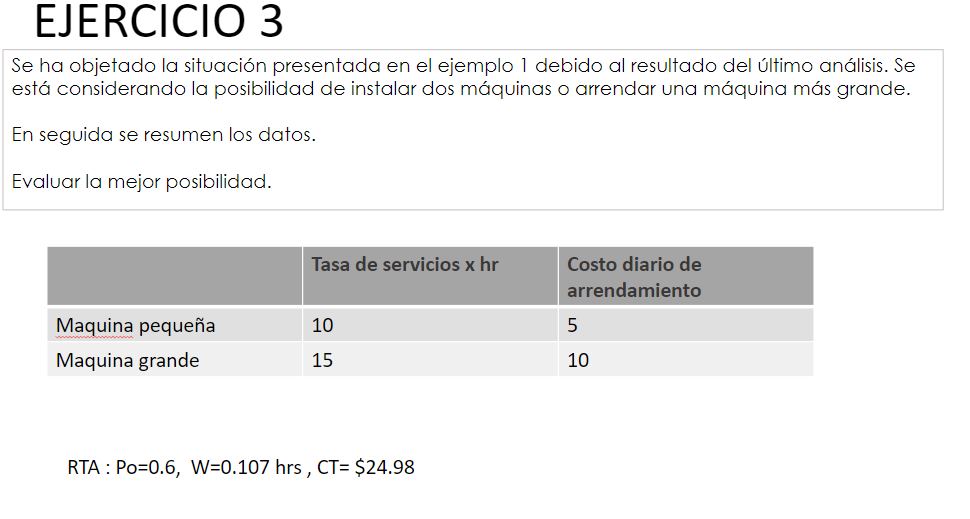 EJERCICIO 3
Se ha objetado la situación presentada en el ejemplo 1 debido al resultado del último análisis. Se
está considerando la posibilidad de instalar dos máquinas o arrendar una máquina más grande.
En seguida se resumen los datos.
Evaluar la mejor posibilidad.
Tasa de servicios x hr
Costo diario de
arrendamiento
Maquina pequeña 10 5
Maquina grande 15 10
RTA : Po=0.6, W=0.107 hrs , CT= $24.98